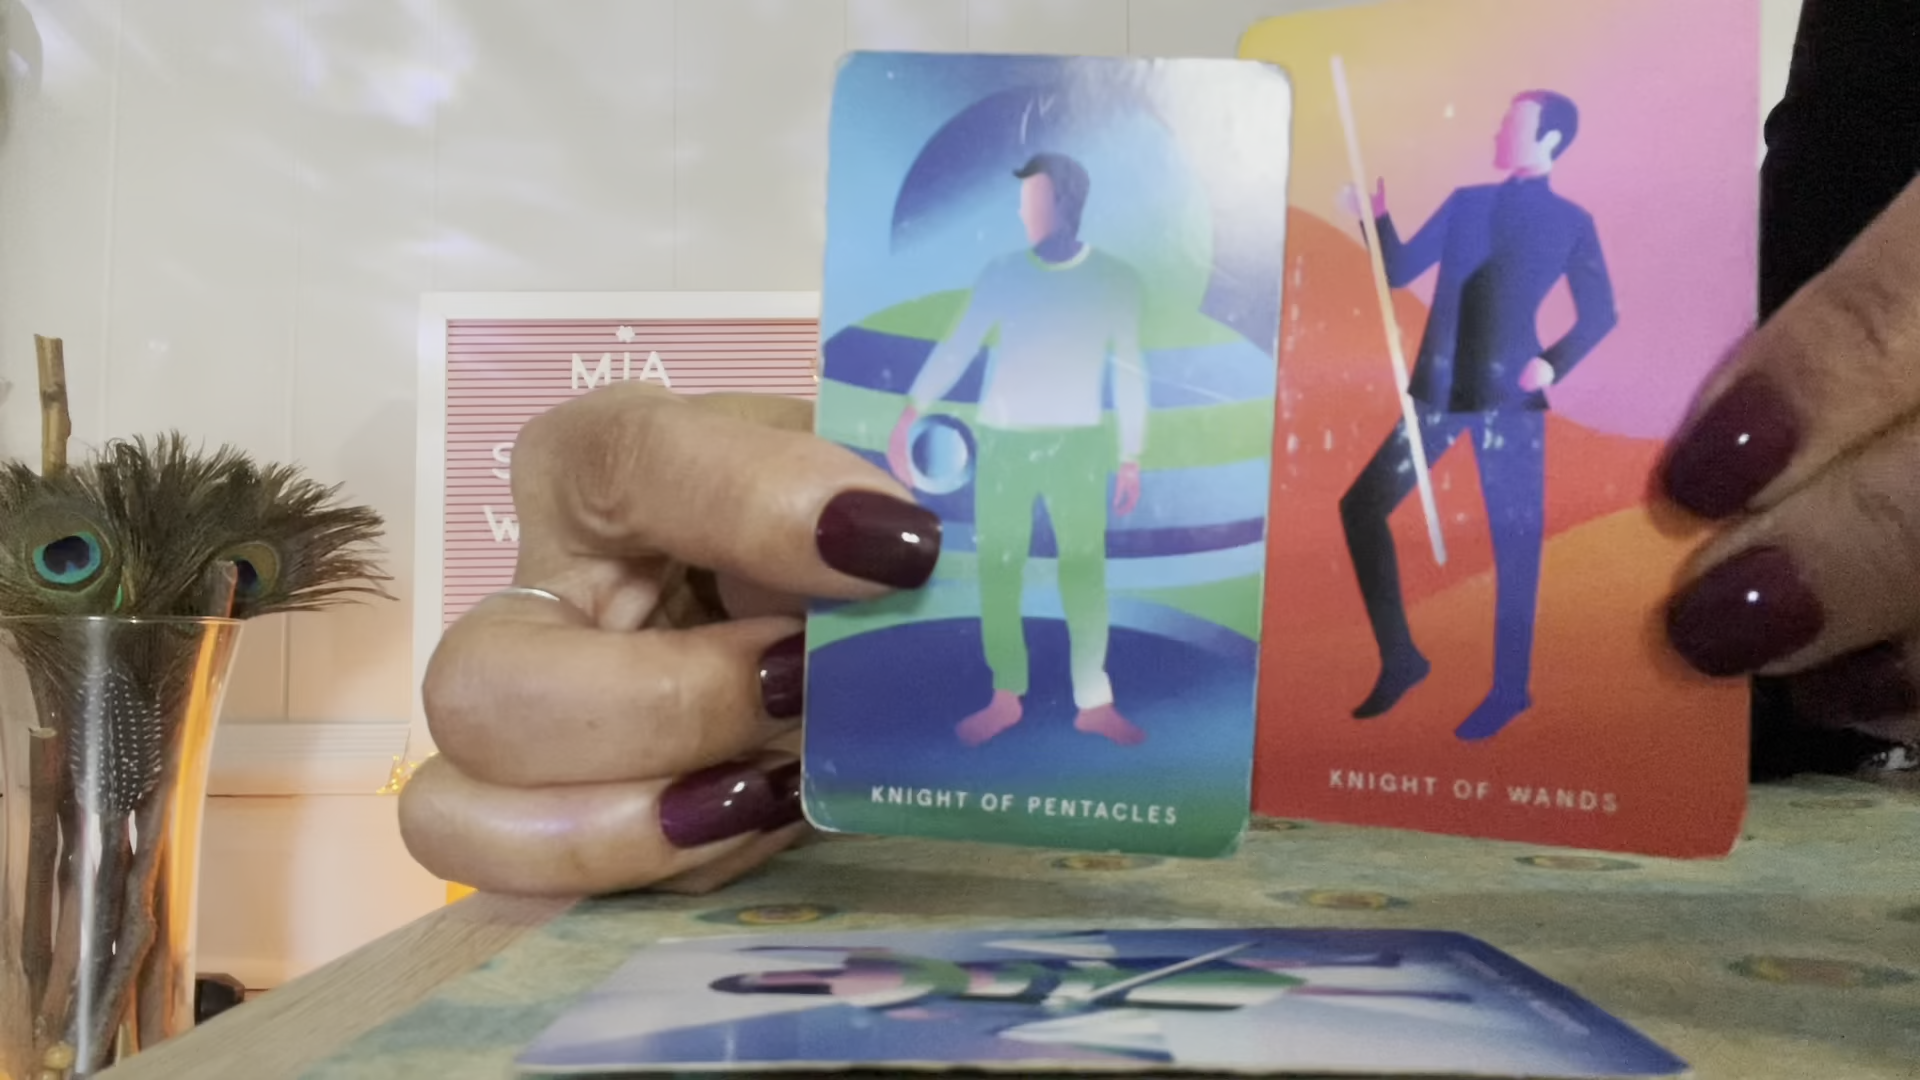 MIA
S
W
KNIGHT OF PENTACLES
KNIGHT OF WANDS